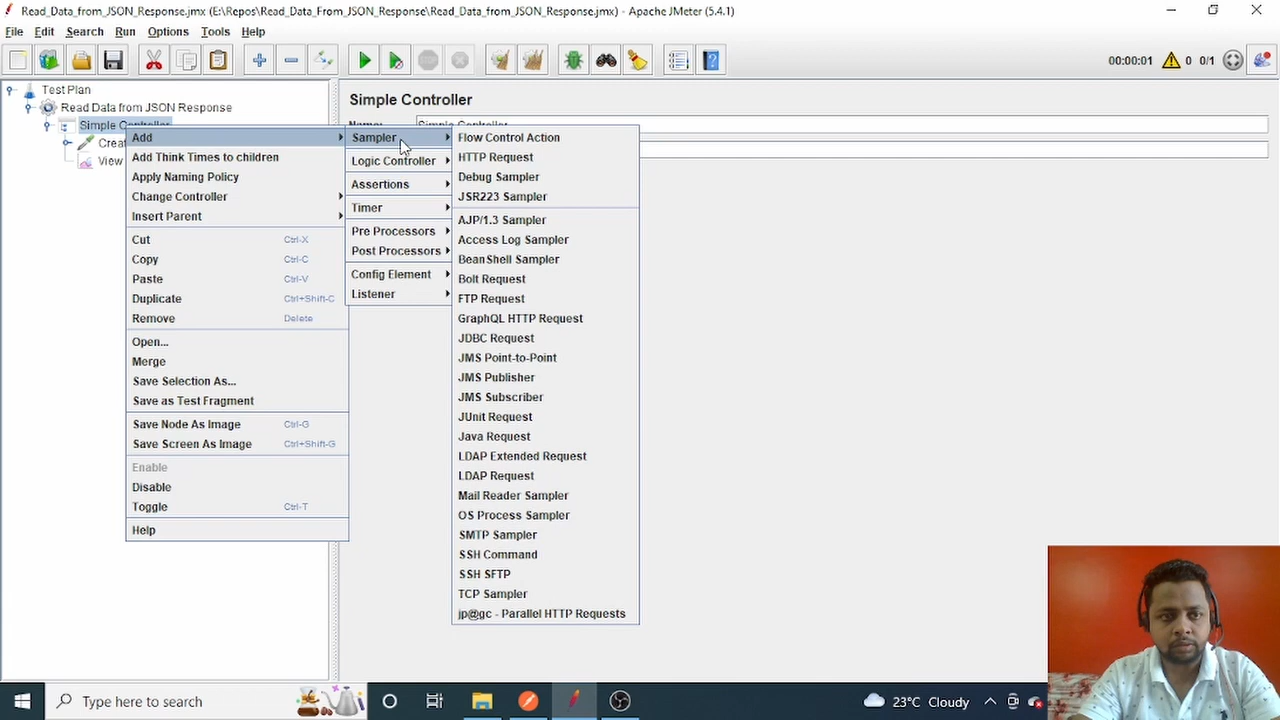 Read_Data_from_JSON_Response.jmx (E:\Repos\Read_Data_From_JSON_Response\Read_Data_from_JSON_Response.jmx) - Apache JMeter (5.4.1)
File Edit Search Run Options Tools Help
00:00:01 0 0/1
Test Plan
Read Data from JSON Response
Simple Controller
Crea
View
Simple Controller
Name: Simple Controller
Add
Add Think Times to children
Apply Naming Policy
Change Controller
Insert Parent
Cut Ctrl-X
Copy Ctrl-C
Paste Ctrl-V
Duplicate Ctrl+Shift-C
Remove Delete
Open...
Merge
Save Selection As...
Save as Test Fragment
Save Node As Image Ctrl-G
Save Screen As Image Ctrl+Shift-G
Enable
Disable
Toggle Ctrl-T
Help
Sampler
Logic Controller
Assertions
Timer
Pre Processors
Post Processors
Config Element
Listener
Flow Control Action
HTTP Request
Debug Sampler
JSR223 Sampler
AJP/1.3 Sampler
Access Log Sampler
BeanShell Sampler
Bolt Request
FTP Request
GraphQL HTTP Request
JDBC Request
JMS Point-to-Point
JMS Publisher
JMS Subscriber
JUnit Request
Java Request
LDAP Extended Request
LDAP Request
Mail Reader Sampler
OS Process Sampler
SMTP Sampler
SSH Command
SSH SFTP
TCP Sampler
jp@gc - Parallel HTTP Requests
Type here to search
23°C Cloudy